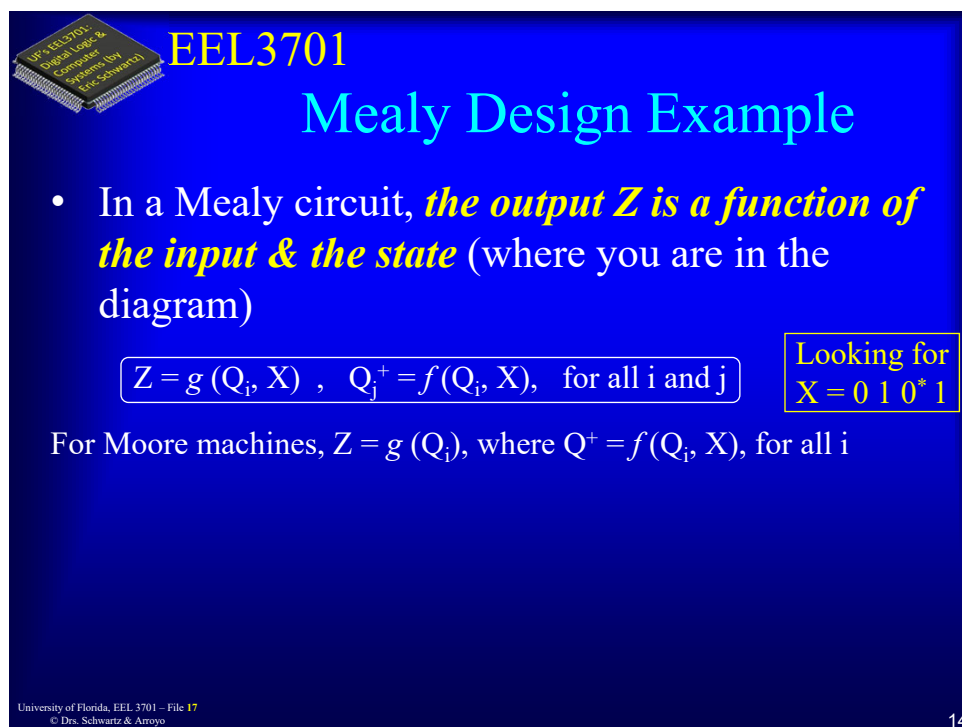 UF's EEL3701:
Digital Logic &
Computer
Systems (by
Eric Schwartz)
EEL3701
Mealy Design Example
• In a Mealy circuit, the output Z is a function of
the input & the state (where you are in the
diagram)
Z = g (Qᵢ, X) , Qⱼ⁺ = f (Qᵢ, X), for all i and j
Looking for
X = 0 1 0* 1
For Moore machines, Z = g (Qᵢ), where Q⁺ = f (Qᵢ, X), for all i
University of Florida, EEL 3701 – File 17
© Drs. Schwartz & Arroyo